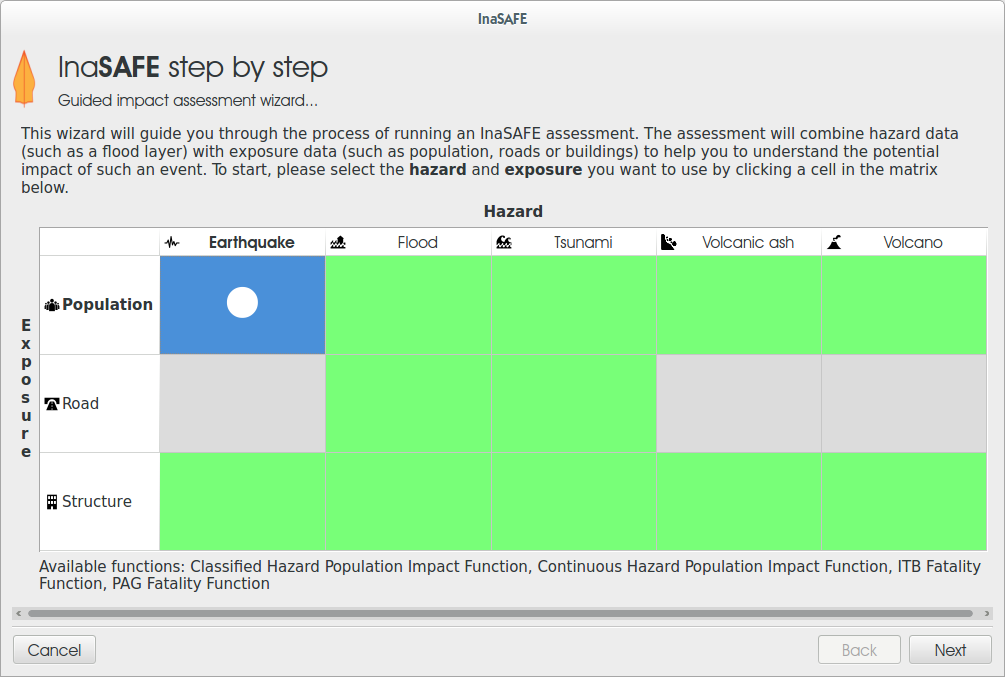 InaSAFE
InaSAFE step by step
Guided impact assessment wizard...
This wizard will guide you through the process of running an InaSAFE assessment. The assessment will combine hazard data
(such as a flood layer) with exposure data (such as population, roads or buildings) to help you to understand the potential
impact of such an event. To start, please select the hazard and exposure you want to use by clicking a cell in the matrix
below.
Hazard
Earthquake Flood Tsunami Volcanic ash Volcano
Exposure
Population
Road
Structure
Available functions: Classified Hazard Population Impact Function, Continuous Hazard Population Impact Function, ITB Fatality
Function, PAG Fatality Function
Cancel Back Next